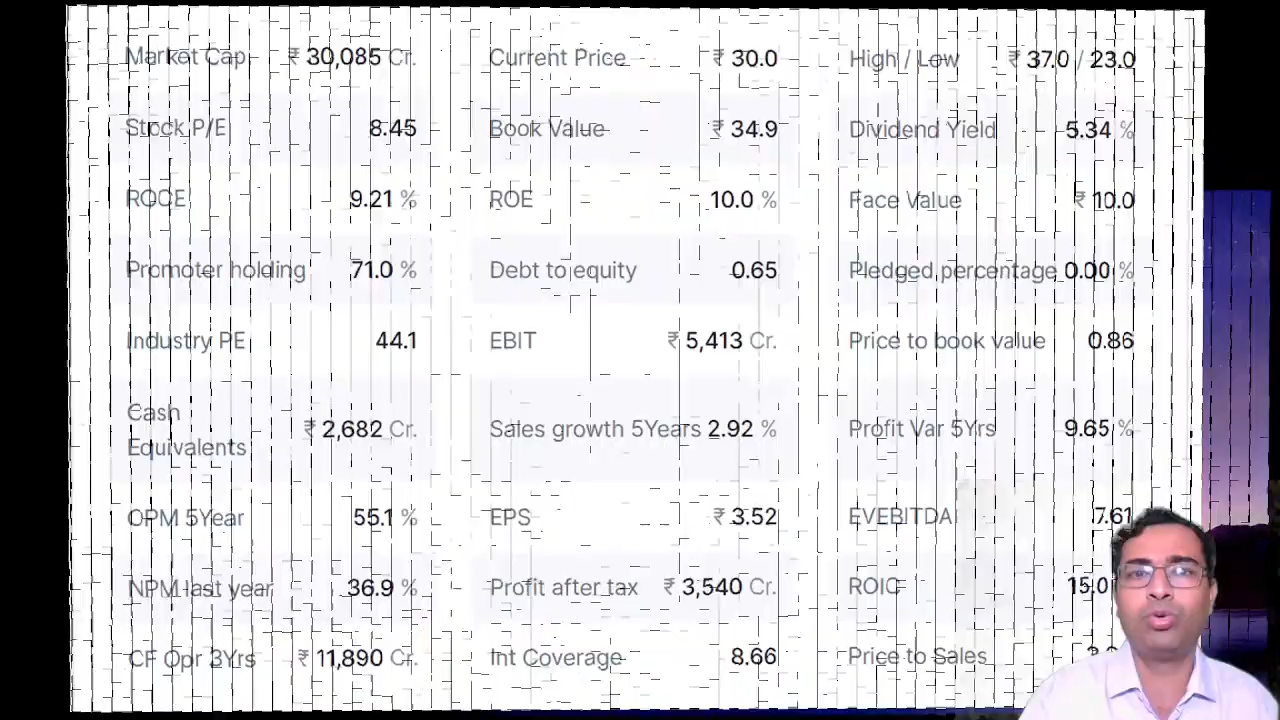 Market Cap ₹ 30,085 Cr. Current Price ₹ 30.0 High / Low ₹ 37.0 / 23.0
Stock P/E 8.45 Book Value ₹ 34.9 Dividend Yield 5.34 %
ROCE 9.21 % ROE 10.0 % Face Value ₹ 10.0
Promoter holding 71.0 % Debt to equity 0.65 Pledged percentage 0.00 %
Industry PE 44.1 EBIT ₹ 5,413 Cr. Price to book value 0.86
Cash
Equivalents ₹ 2,682 Cr. Sales growth 5Years 2.92 % Profit Var 5Yrs 9.65 %
OPM 5Year 55.1 % EPS ₹ 3.52 EVEBITDA 7.61
NPM last year 36.9 % Profit after tax ₹ 3,540 Cr. ROIC 15.0
CF Opr 3Yrs ₹ 11,890 Cr. Int Coverage 8.66 Price to Sales